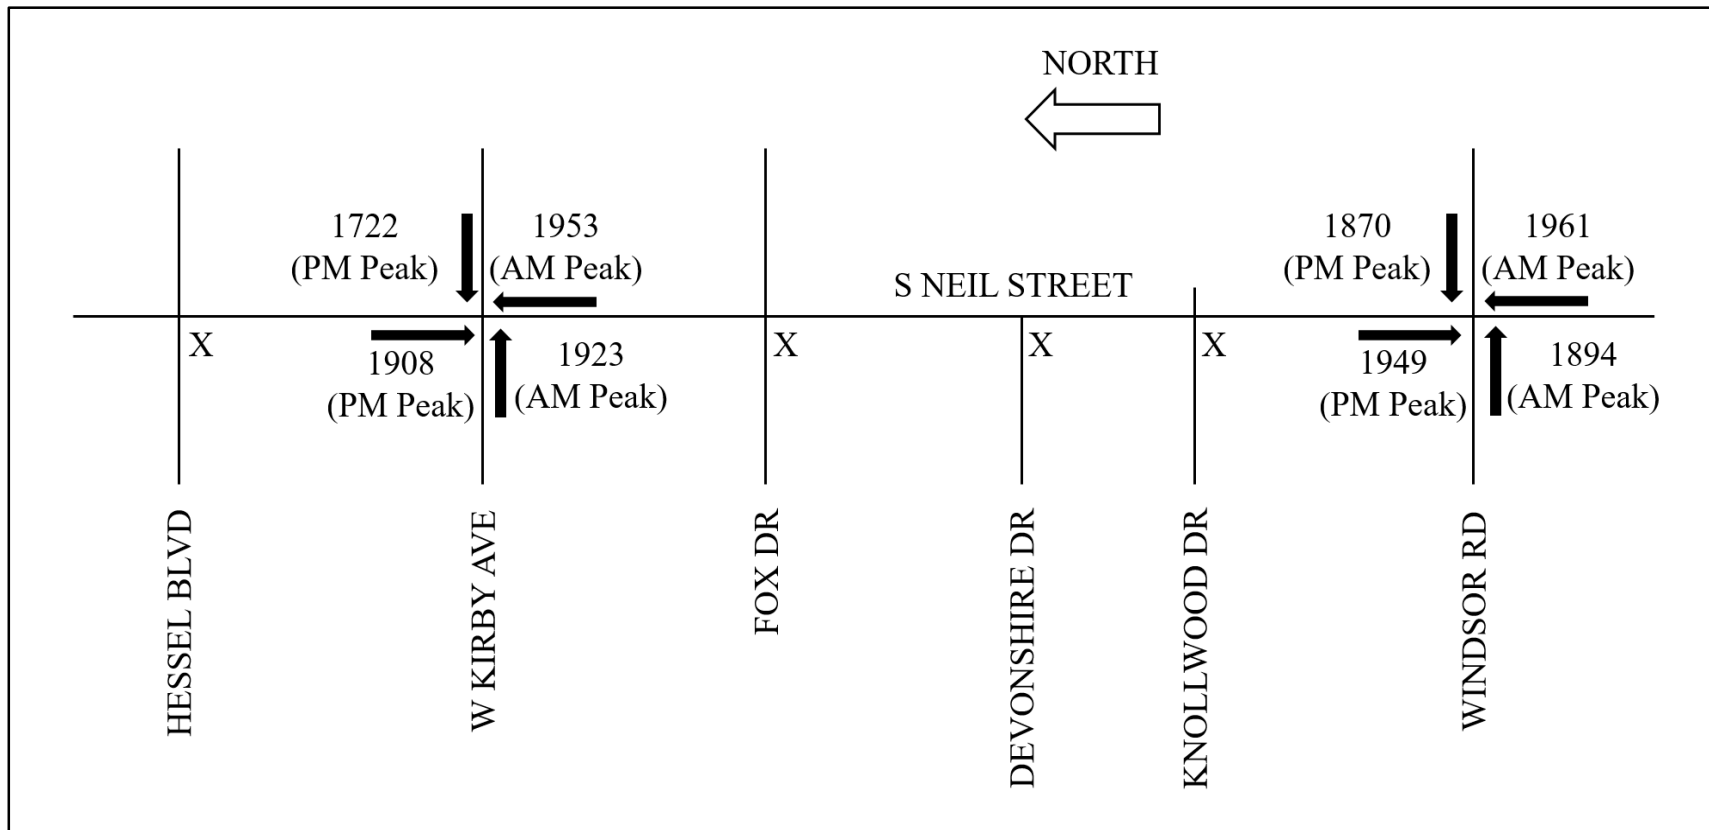 NORTH
1722
(PM Peak)
1953
(AM Peak)
1870
(PM Peak)
1961
(AM Peak)
S NEIL STREET
X
1908
(PM Peak)
1923
(AM Peak)
X
X
X
1949
(PM Peak)
1894
(AM Peak)
HESSEL BLVD
W KIRBY AVE
FOX DR
DEVONSHIRE DR
KNOLLWOOD DR
WINDSOR RD